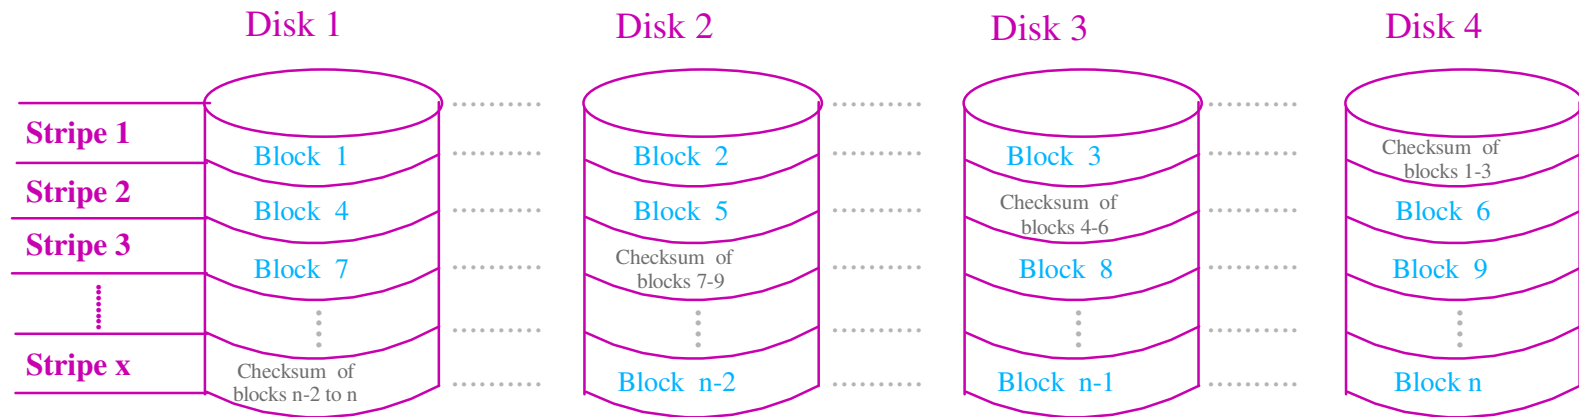 Disk 1 Disk 2 Disk 3 Disk 4
Stripe 1 Block 1 Block 2 Block 3 Checksum of
blocks 1-3
Stripe 2 Block 4 Block 5 Checksum of
blocks 4-6 Block 6
Stripe 3 Block 7 Checksum of
blocks 7-9 Block 8 Block 9
Stripe x Checksum of
blocks n-2 to n Block n-2 Block n-1 Block n